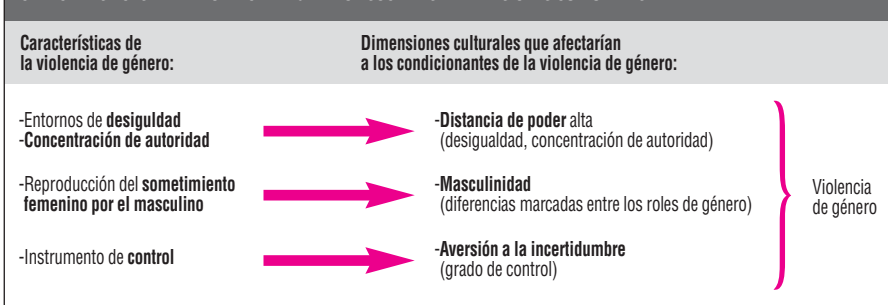 Características de
la violencia de género:
Dimensiones culturales que afectarían
a los condicionantes de la violencia de género:
-Entornos de desiguldad
-Concentración de autoridad
-Distancia de poder alta
(desigualdad, concentración de autoridad)
-Reproducción del sometimiento
femenino por el masculino
-Masculinidad
(diferencias marcadas entre los roles de género)
-Instrumento de control
-Aversión a la incertidumbre
(grado de control)
Violencia
de género